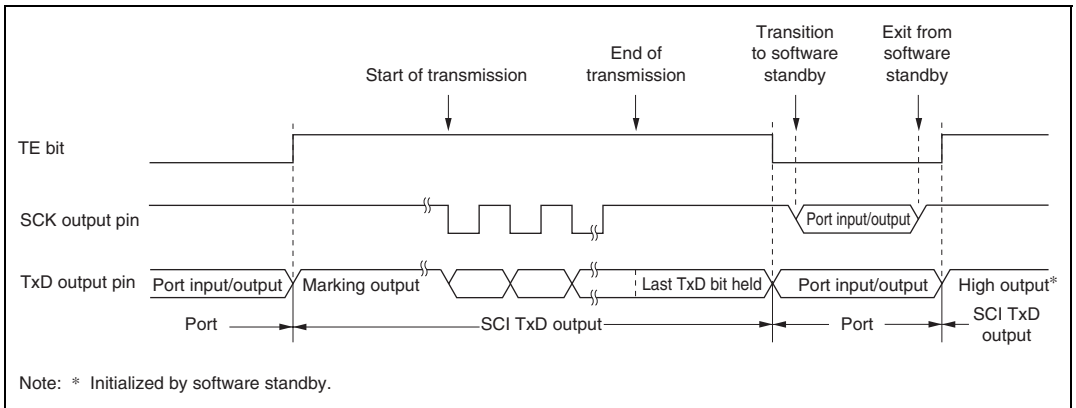 Transition
to software
standby
Exit from
software
standby
End of
transmission
Start of transmission
TE bit
SCK output pin
Port input/output
TxD output pin
Port input/output
Marking output
Last TxD bit held
Port input/output
High output*
Port
SCI TxD output
Port
SCI TxD
output
Note: * Initialized by software standby.